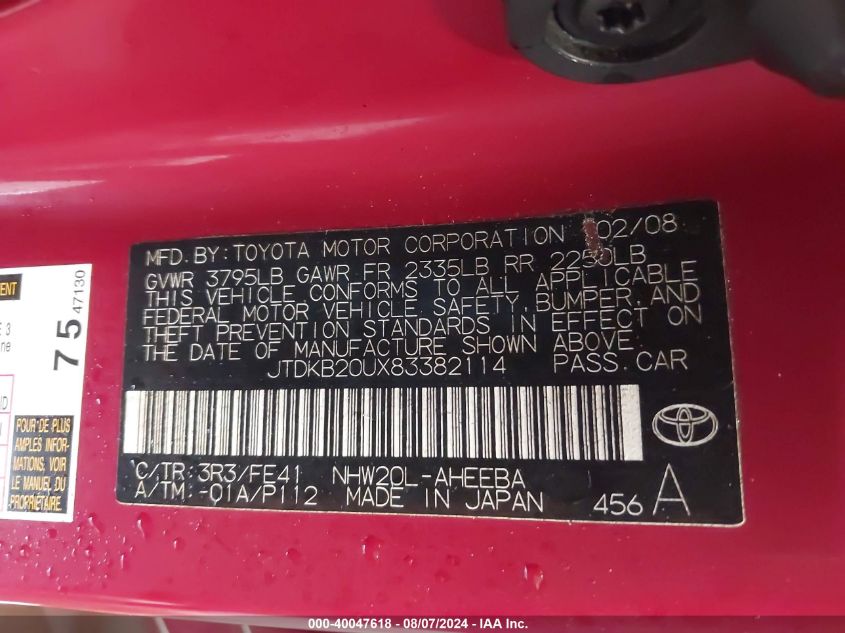 MFD. BY: TOYOTA MOTOR CORPORATION 02/08
GVWR 3795LB GAWR FR 2335LB RR 2250LB
THIS VEHICLE CONFORMS TO ALL APPLICABLE
FEDERAL MOTOR VEHICLE SAFETY, BUMPER, AND
THEFT PREVENTION STANDARDS IN EFFECT ON
THE DATE OF MANUFACTURE SHOWN ABOVE.
JTDKB20UX83382114 PASS. CAR
C/TR: 3R3/FE41 NHW20L-AHEEBA
A/TM: -01A/P112 MADE IN JAPAN
456 A
75 47130
POUR DE PLUS
AMPLES INFOR-
MATIONS, VOIR
LE MANUEL DU
PROPRIÉTAIRE.
000-40047618 - 08/07/2024 - IAA Inc.